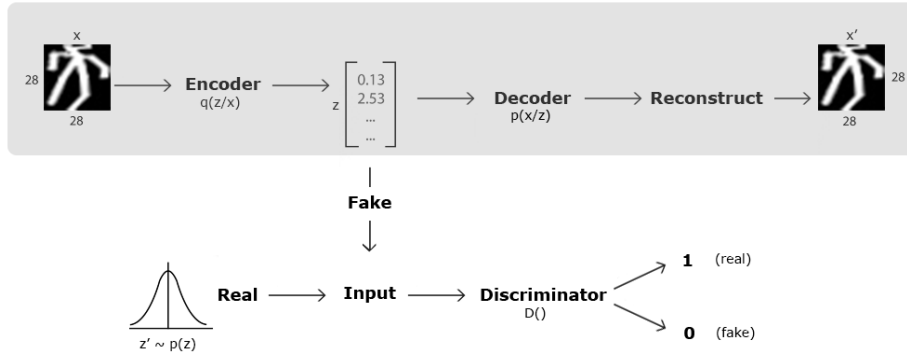 x
28
28
Encoder
q(z/x)
z
0.13
2.53
...
...
Decoder
p(x/z)
Reconstruct
x'
28
28
Fake
Real
z' ~ p(z)
Input
Discriminator
D()
1 (real)
0 (fake)